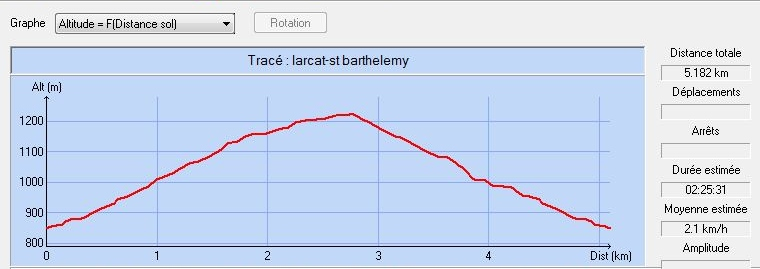 Graphe
Altitude = F(Distance sol)
Rotation
Tracé : larcat-st barthelemy
Alt (m)
1200
1100
1000
900
800
0 1 2 3 4 Dist (km)
Distance totale
5.182 km
Déplacements
Arrêts
Durée estimée
02:25:31
Moyenne estimée
2.1 km/h
Amplitude